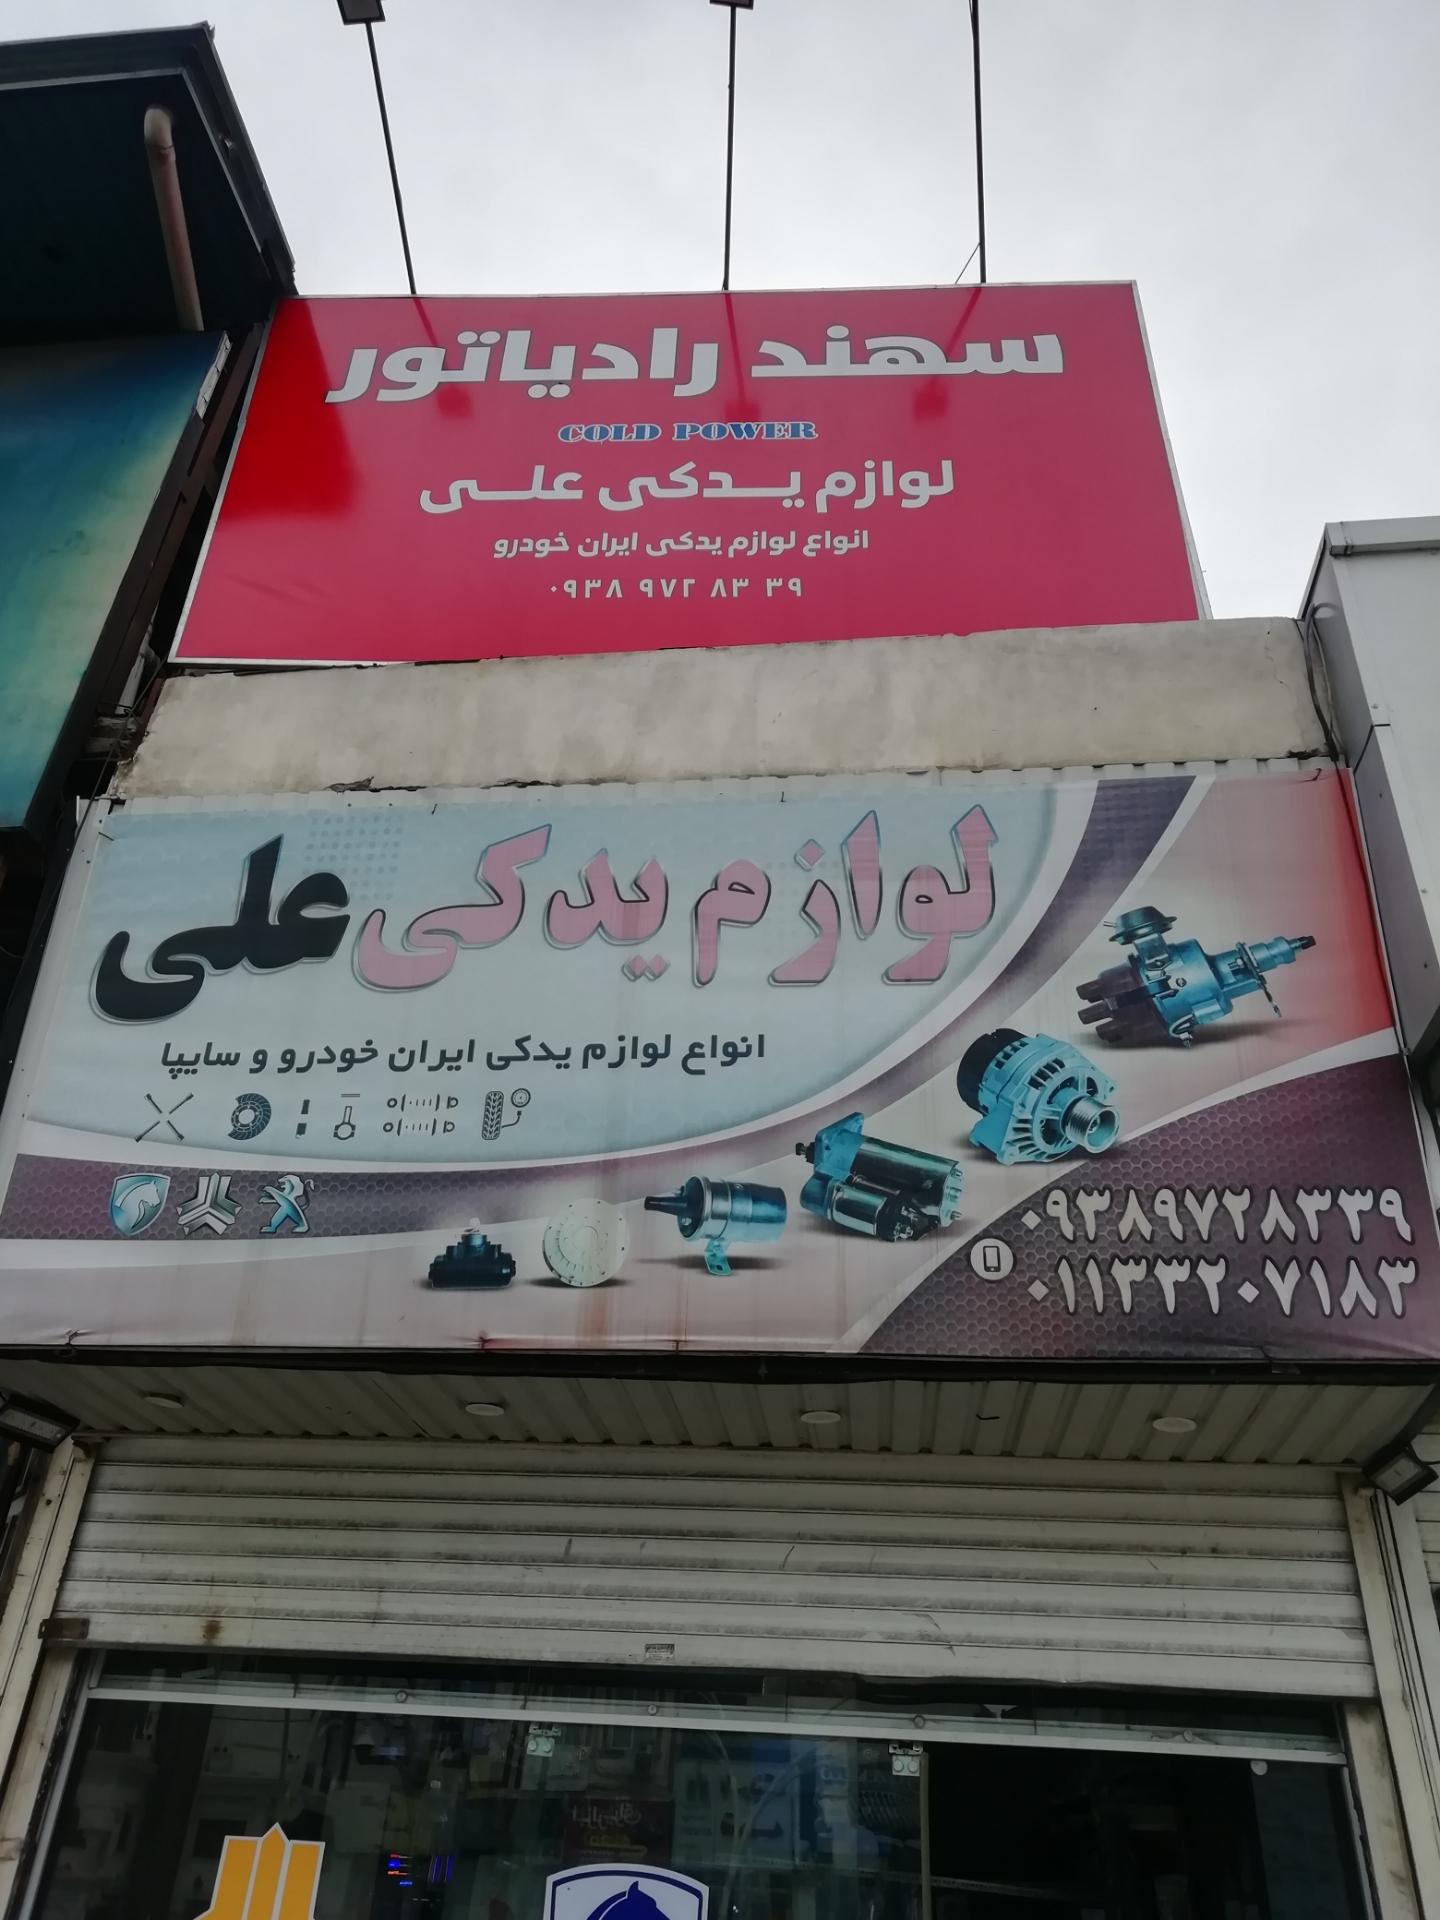 سهند رادیاتور
COLD POWER
لوازم یدکی علی
انواع لوازم یدکی ایران خودرو
۰۹۳۸ ۹۷۲ ۸۳ ۳۹
لوازم یدکی علی
انواع لوازم یدکی ایران خودرو و سایپا
۰۹۳۸۹۷۲۸۳۳۹
۰۱۱۳۳۲۰۷۱۸۳